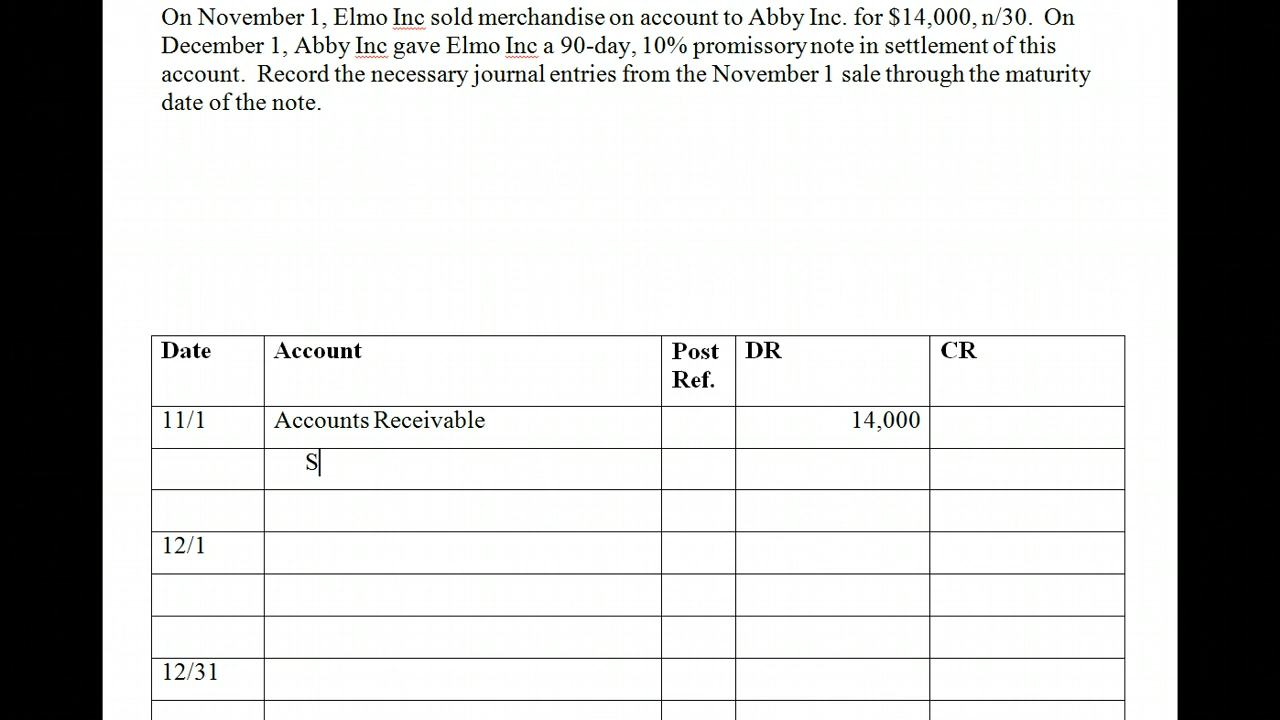 On November 1, Elmo Inc sold merchandise on account to Abby Inc. for $14,000, n/30. On
December 1, Abby Inc gave Elmo Inc a 90-day, 10% promissory note in settlement of this
account. Record the necessary journal entries from the November 1 sale through the maturity
date of the note.
Date Account Post Ref. DR CR
11/1 Accounts Receivable 14,000
S
12/1
12/31